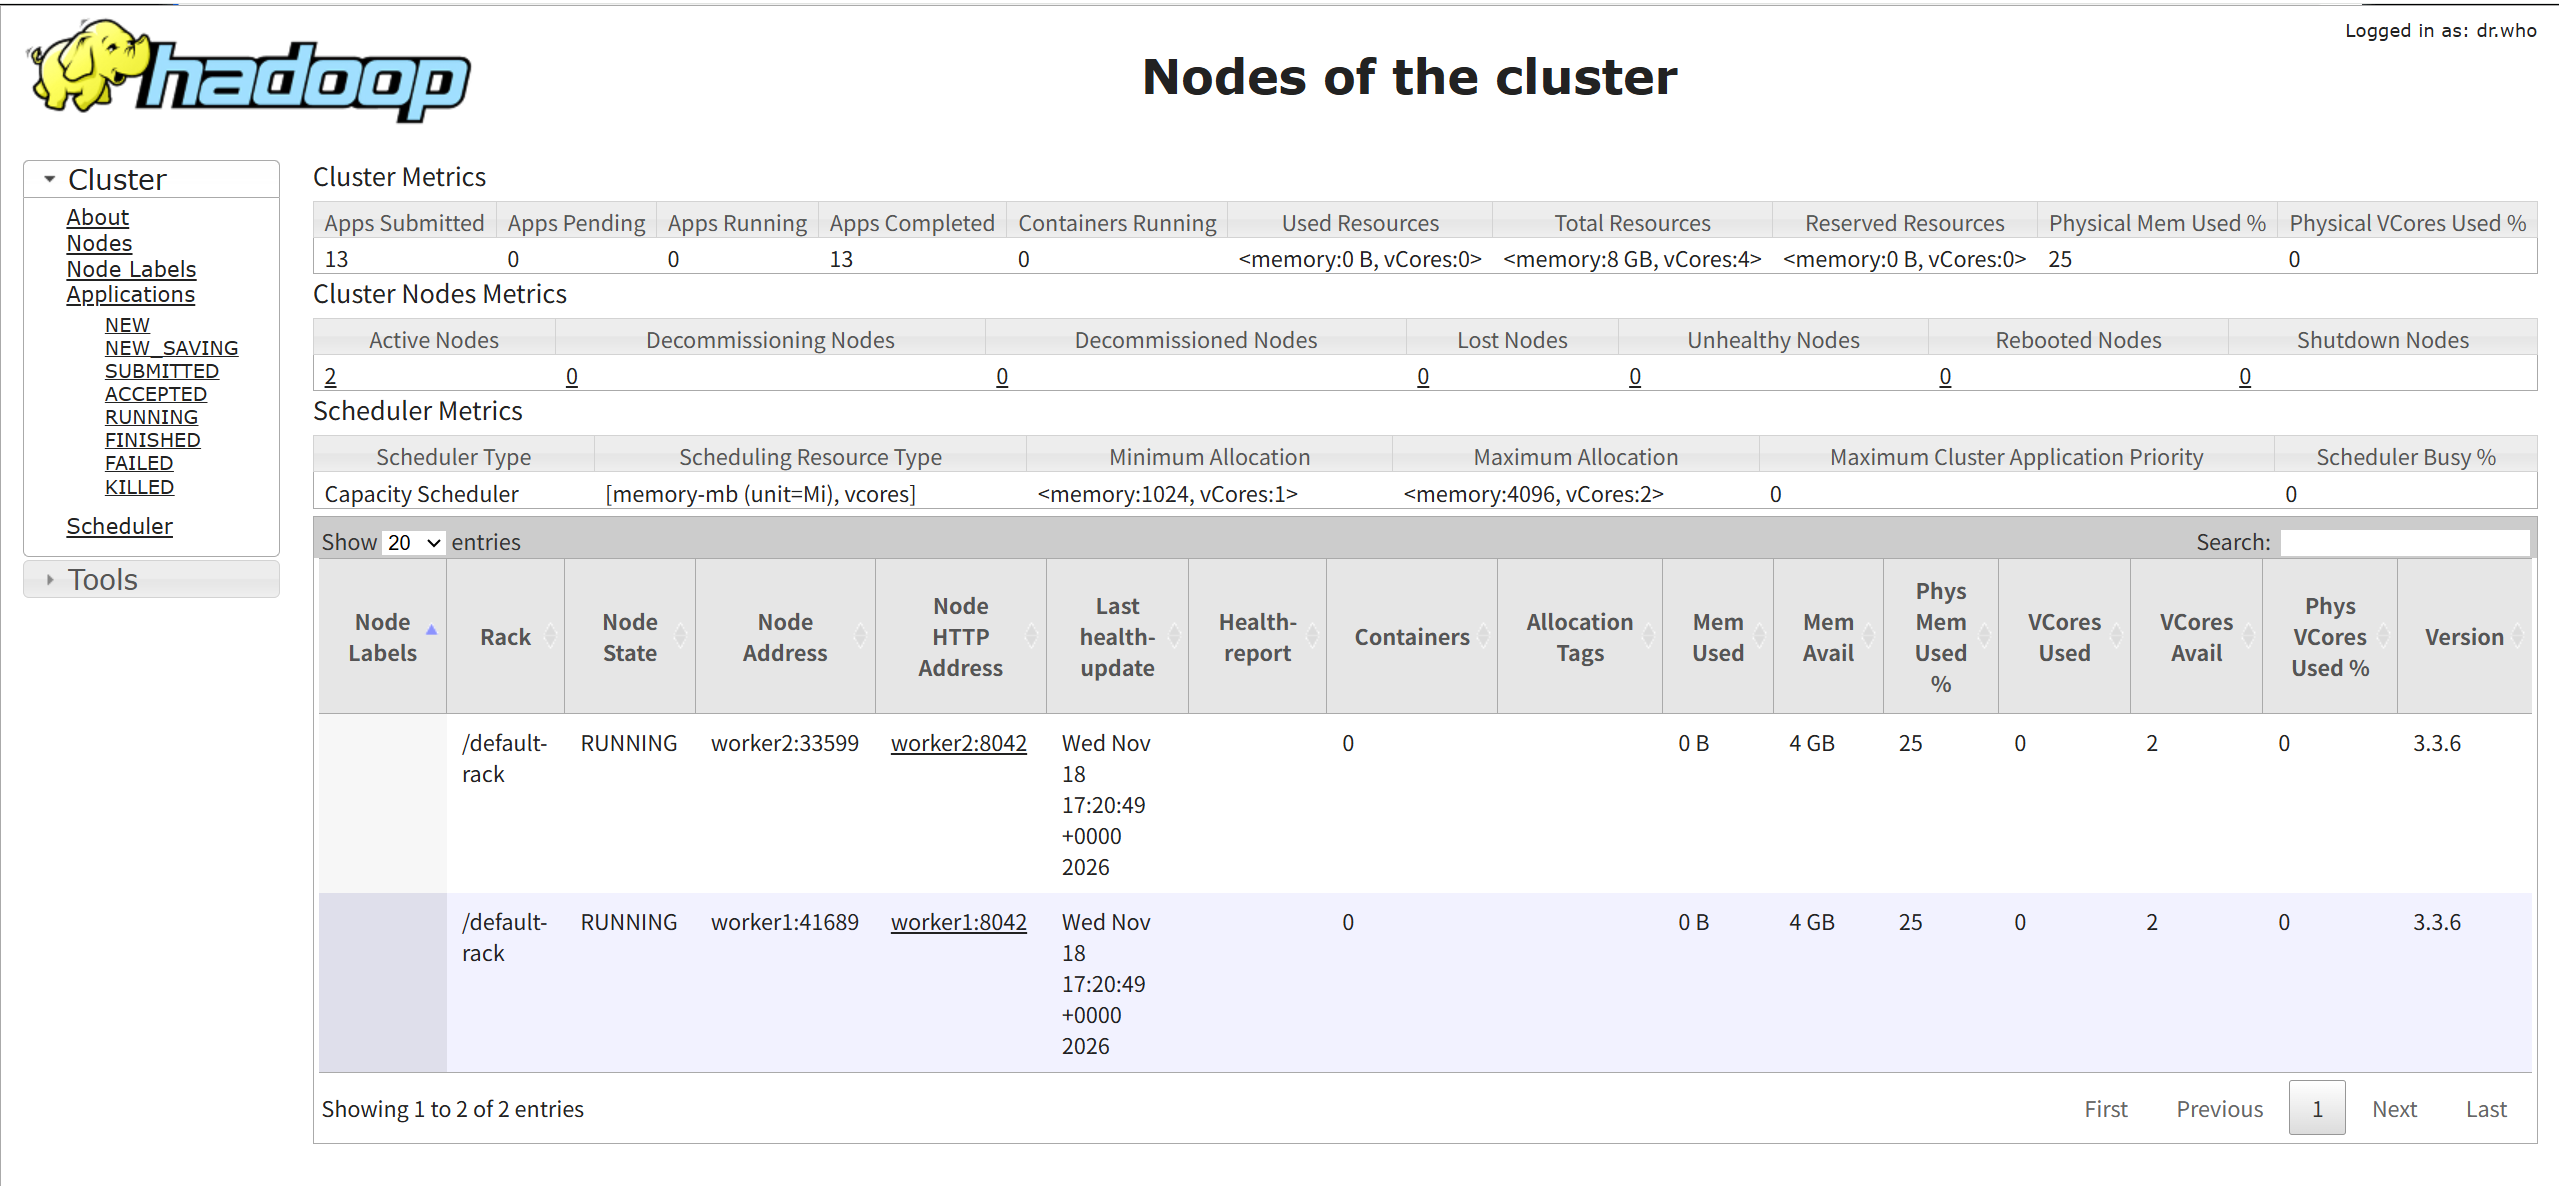 Logged in as: dr.who
hadoop
Nodes of the cluster
Cluster
About
Nodes
Node Labels
Applications
NEW
NEW_SAVING
SUBMITTED
ACCEPTED
RUNNING
FINISHED
FAILED
KILLED
Scheduler
Tools
Cluster Metrics
Apps Submitted Apps Pending Apps Running Apps Completed Containers Running Used Resources Total Resources Reserved Resources Physical Mem Used % Physical VCores Used %
13 0 0 13 0 <memory:0 B, vCores:0> <memory:8 GB, vCores:4> <memory:0 B, vCores:0> 25 0
Cluster Nodes Metrics
Active Nodes Decommissioning Nodes Decommissioned Nodes Lost Nodes Unhealthy Nodes Rebooted Nodes Shutdown Nodes
2 0 0 0 0 0 0
Scheduler Metrics
Scheduler Type Scheduling Resource Type Minimum Allocation Maximum Allocation Maximum Cluster Application Priority Scheduler Busy %
Capacity Scheduler [memory-mb (unit=Mi), vcores] <memory:1024, vCores:1> <memory:4096, vCores:2> 0 0
Show 20 entries Search:
Node Labels Rack Node State Node Address Node HTTP Address Last health-update Health-report Containers Allocation Tags Mem Used Mem Avail Phys Mem Used % VCores Used VCores Avail Phys VCores Used % Version
/default-rack RUNNING worker2:33599 worker2:8042 Wed Nov 18 17:20:49 +0000 2026 0 0 B 4 GB 25 0 2 0 3.3.6
/default-rack RUNNING worker1:41689 worker1:8042 Wed Nov 18 17:20:49 +0000 2026 0 0 B 4 GB 25 0 2 0 3.3.6
Showing 1 to 2 of 2 entries First Previous 1 Next Last